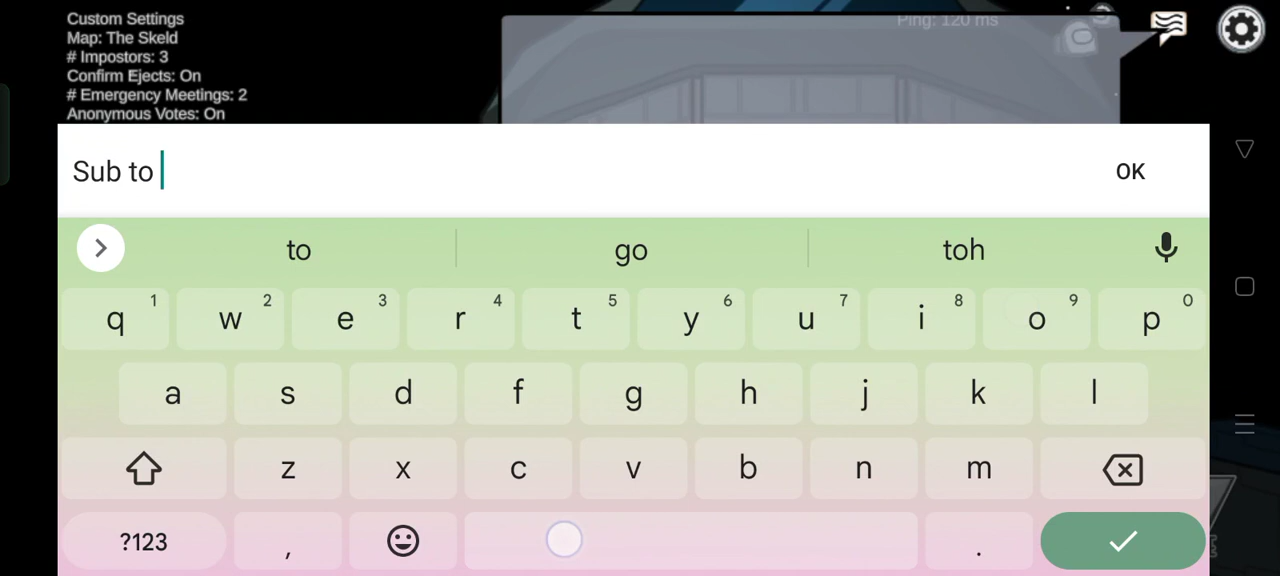 Custom Settings
Map: The Skeld
# Impostors: 3
Confirm Ejects: On
# Emergency Meetings: 2
Anonymous Votes: On
Ping: 120 ms
Sub to
OK
to go toh
q 1 w 2 e 3 r 4 t 5 y 6 u 7 i 8 o 9 p 0
a s d f g h j k l
z x c v b n m
?123 , .